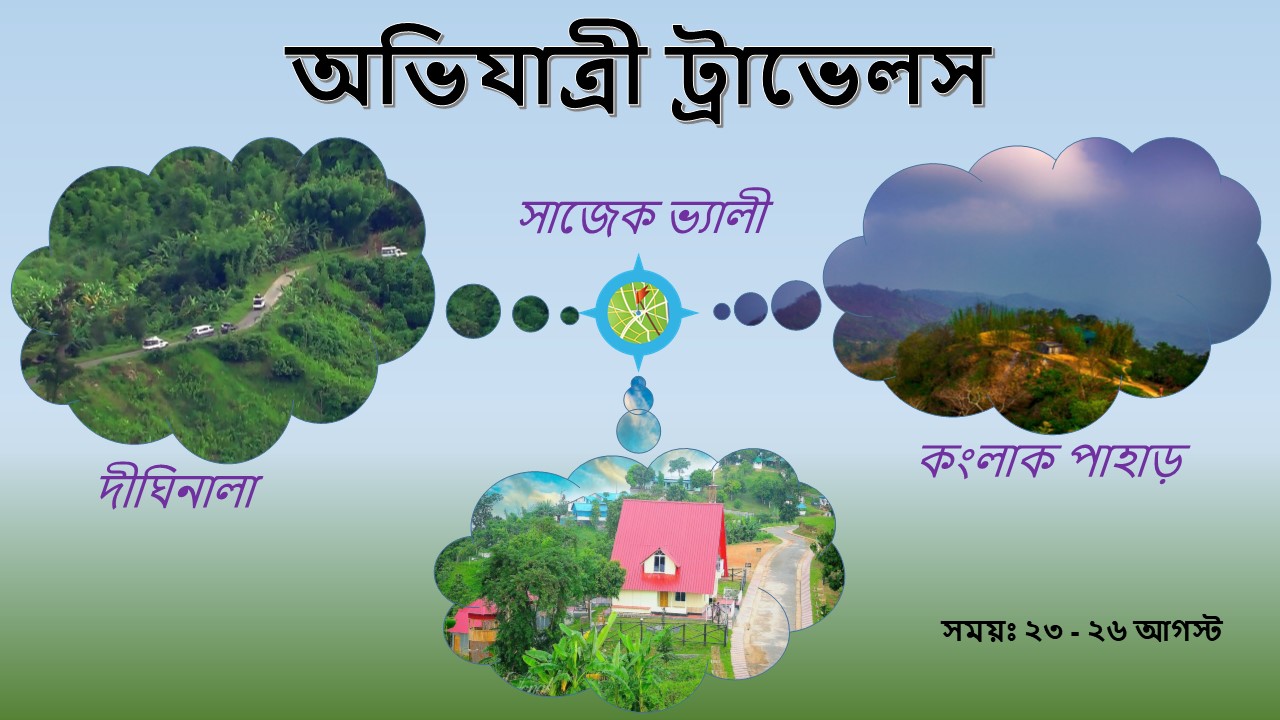 অভিযাত্রী ট্রাভেলস
সাজেক ভ্যালী
কংলাক পাহাড়
দীঘিনালা
সময়ঃ ২৩ - ২৬ আগস্ট